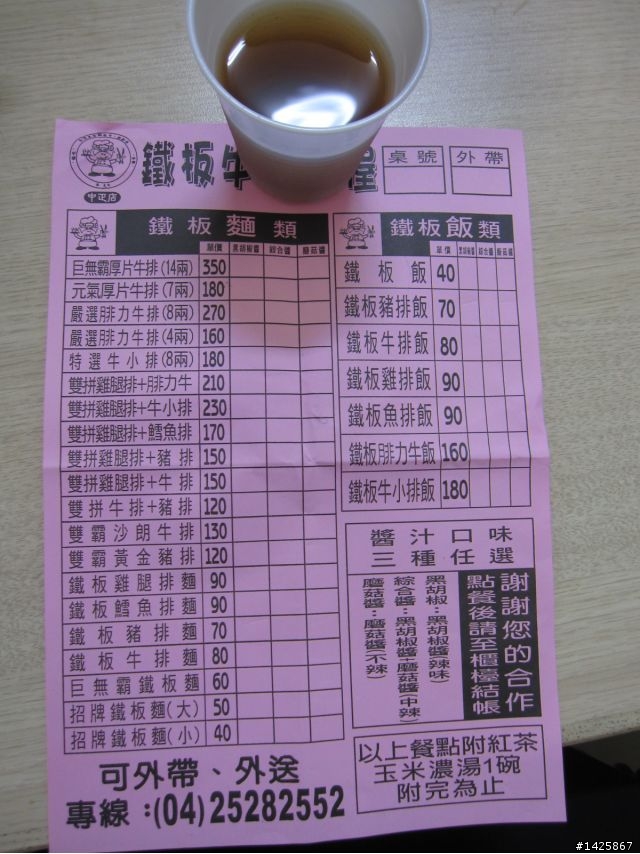 鐵板牛
中正店
桌號 外帶
鐵板麵類
單價 黑胡椒醬 綜合醬 蘑菇醬
巨無霸厚片牛排(14兩) 350
元氣厚片牛排(7兩) 180
嚴選腓力牛排(8兩) 270
嚴選腓力牛排(4兩) 160
特選牛小排(8兩) 180
雙拼雞腿排+腓力牛 210
雙拼雞腿排+牛小排 230
雙拼雞腿排+鱈魚排 170
雙拼雞腿排+豬排 150
雙拼雞腿排+牛排 150
雙拼牛排+豬排 120
雙霸沙朗牛排 130
雙霸黃金豬排 120
鐵板雞腿排麵 90
鐵板鱈魚排麵 90
鐵板豬排麵 70
鐵板牛排麵 80
巨無霸鐵板麵 60
招牌鐵板麵(大) 50
招牌鐵板麵(小) 40
可外帶、外送
專線:(04)25282552
鐵板飯類
單價 黑胡椒醬 綜合醬 蘑菇醬
鐵板飯 40
鐵板豬排飯 70
鐵板牛排飯 80
鐵板雞排飯 90
鐵板魚排飯 90
鐵板腓力牛飯 160
鐵板牛小排飯 180
醬汁口味
三種任選
謝謝您的合作
點餐後請至櫃檯結帳
黑胡椒:黑胡椒醬(辣味)
綜合醬:黑胡椒醬+蘑菇醬(中辣)
蘑菇醬:蘑菇醬(不辣)
以上餐點附紅茶
玉米濃湯1碗
附完為止
#1425867